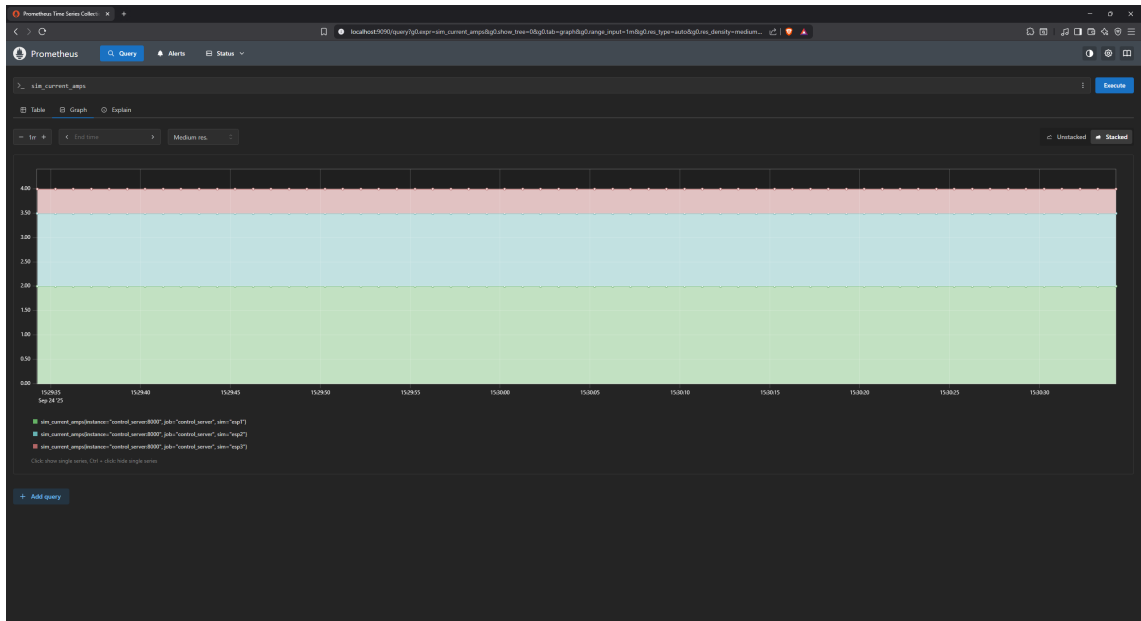 Prometheus Time Series Collecti × +
localhost:9090/query?g0.expr=sim_current_amps&g0.show_tree=0&g0.tab=graph&g0.range_input=1m&g0.res_type=auto&g0.res_density=medium...
Prometheus Query Alerts Status
>_ sim_current_amps Execute
Table Graph Explain
− 1m + < End time > Medium res. Unstacked Stacked
4.00
3.50
3.00
2.50
2.00
1.50
1.00
0.50
0.00
15:29:35 15:29:40 15:29:45 15:29:50 15:29:55 15:30:00 15:30:05 15:30:10 15:30:15 15:30:20 15:30:25 15:30:30
Sep 24 '25
sim_current_amps{instance="control_server:8000", job="control_server", sim="esp1"}
sim_current_amps{instance="control_server:8000", job="control_server", sim="esp2"}
sim_current_amps{instance="control_server:8000", job="control_server", sim="esp3"}
Click: show single series, Ctrl + click: hide single series
+ Add query